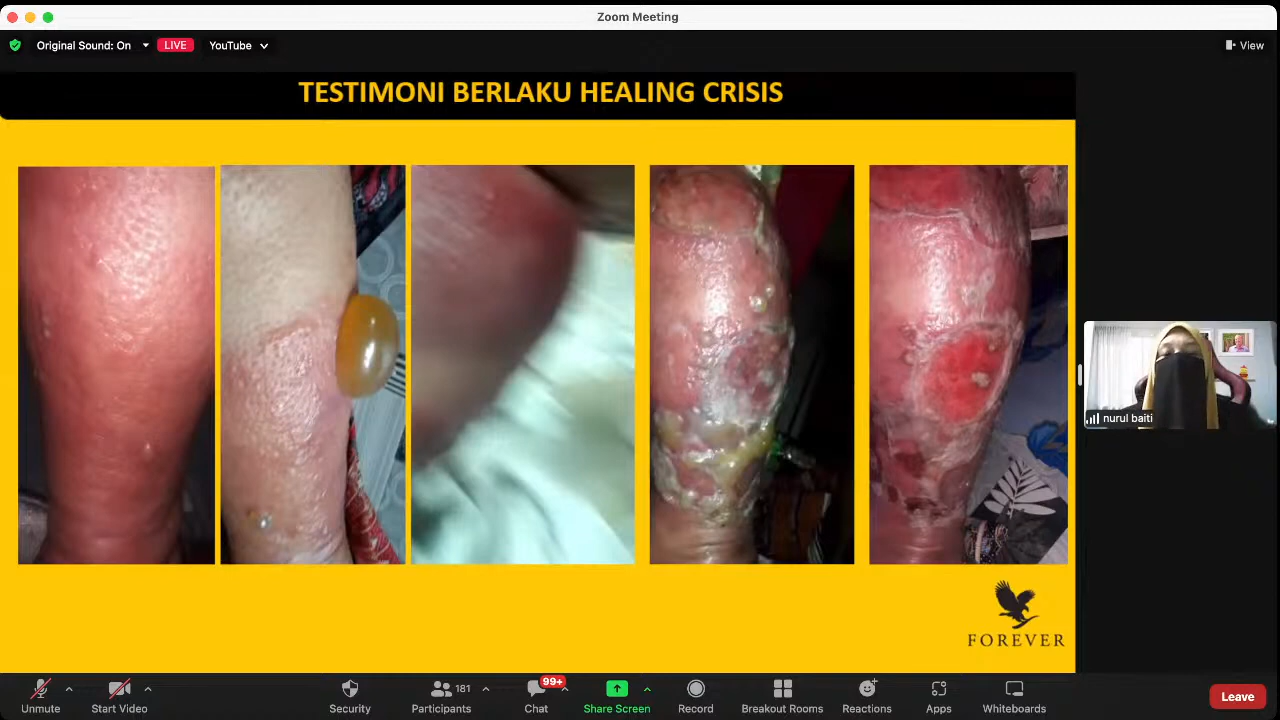 Zoom Meeting
Original Sound: On
LIVE
YouTube
View
TESTIMONI BERLAKU HEALING CRISIS
nurul baiti
FOREVER
181
99+
Unmute
Start Video
Security
Participants
Chat
Share Screen
Record
Breakout Rooms
Reactions
Apps
Whiteboards
Leave